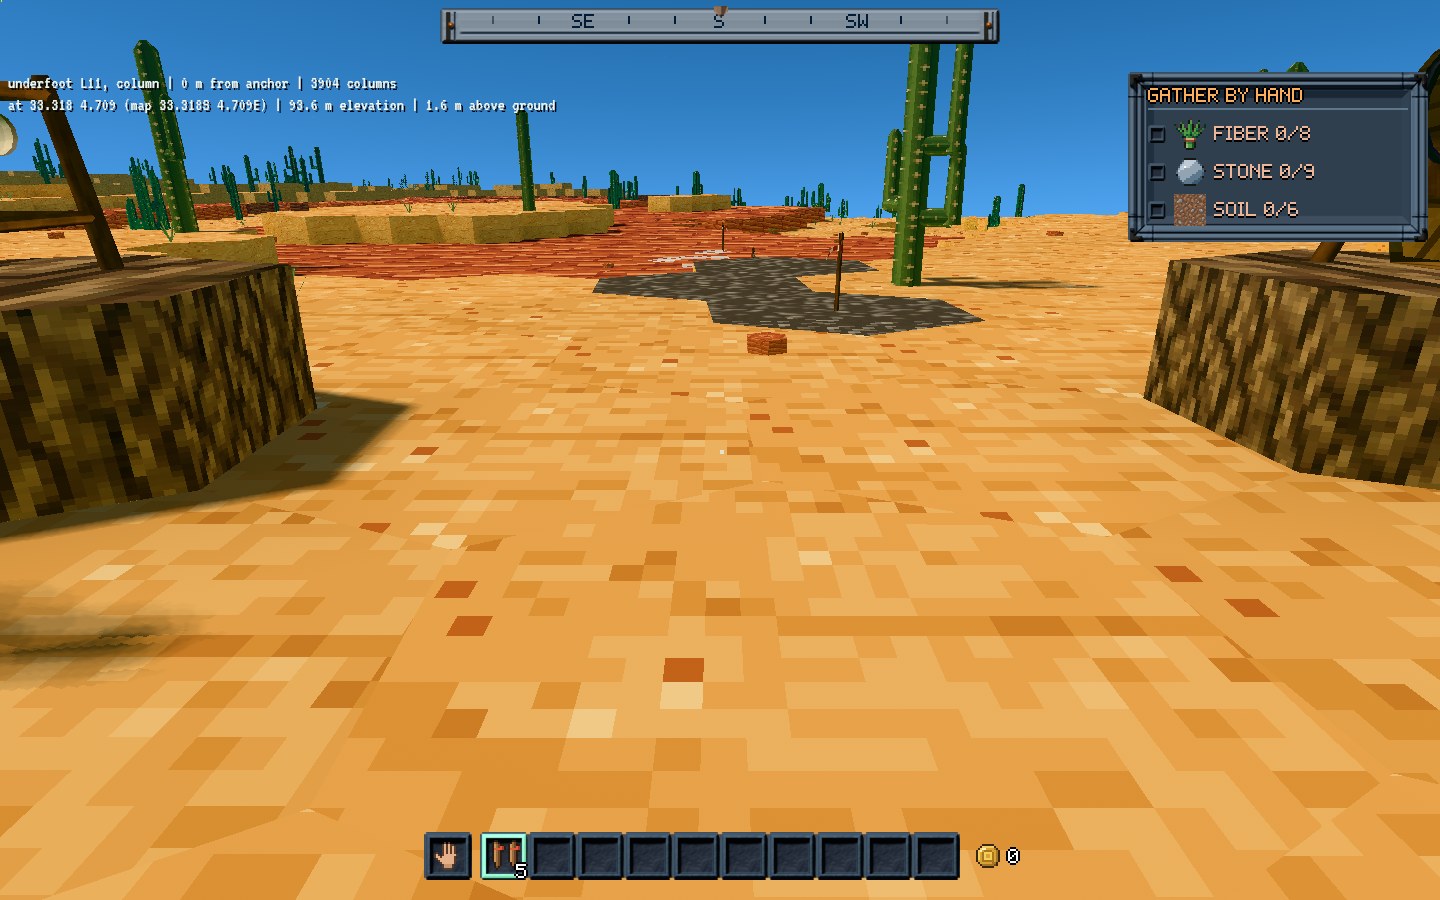 SE S SW
underfoot L11, column | 0 m from anchor | 3904 columns
at 33.318 4.709 (map 33.318S 4.709E) | 93.6 m elevation | 1.6 m above ground
GATHER BY HAND
FIBER 0/8
STONE 0/9
SOIL 0/6
5
0